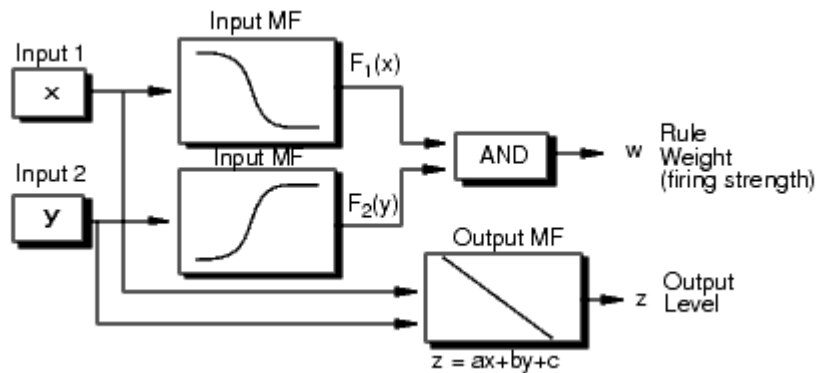 Input MF
Input 1
x
F1(x)
Input MF
AND
w
Rule
Weight
(firing strength)
Input 2
y
F2(y)
Output MF
z
Output
Level
z = ax+by+c